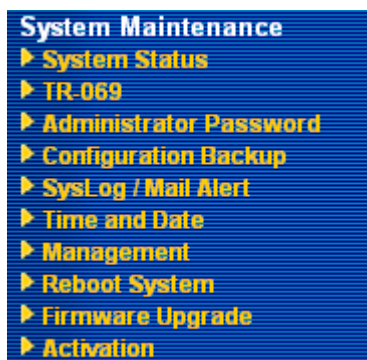 System Maintenance
System Status
TR-069
Administrator Password
Configuration Backup
SysLog / Mail Alert
Time and Date
Management
Reboot System
Firmware Upgrade
Activation